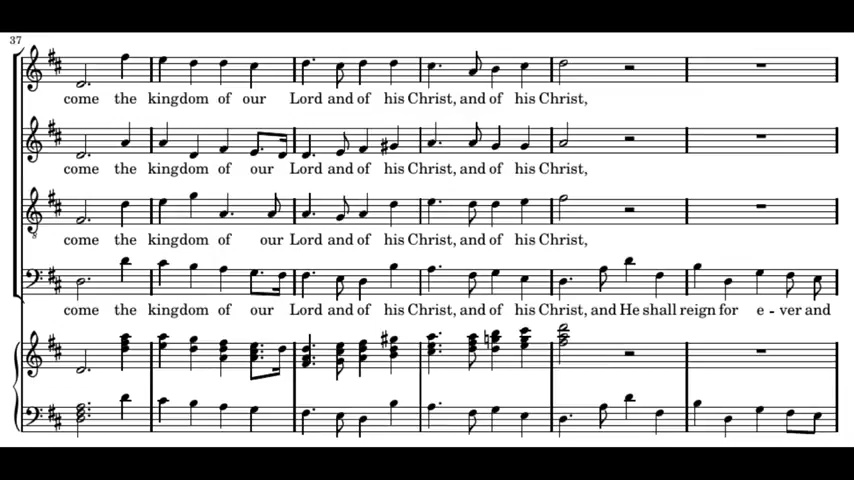 37
come the kingdom of our Lord and of his Christ, and of his Christ,
come the kingdom of our Lord and of his Christ, and of his Christ,
8
come the kingdom of our Lord and of his Christ, and of his Christ,
come the kingdom of our Lord and of his Christ, and of his Christ, and He shall reign for e - ver and